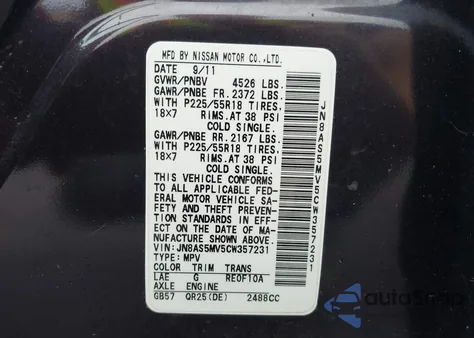 MFD BY NISSAN MOTOR CO.,LTD.
DATE 9/11
GVWR/PNBV 4526 LBS.
GAWR/PNBE FR. 2372 LBS.
WITH P225/55R18 TIRES,
18X7 RIMS,AT 38 PSI
COLD SINGLE.
GAWR/PNBE RR. 2167 LBS.
WITH P225/55R18 TIRES,
18X7 RIMS,AT 38 PSI
COLD SINGLE.
THIS VEHICLE CONFORMS
TO ALL APPLICABLE FED-
ERAL MOTOR VEHICLE SA-
FETY AND THEFT PREVEN-
TION STANDARDS IN EFF-
ECT ON THE DATE OF MA-
NUFACTURE SHOWN ABOVE.
VIN: JN8AS5MV5CW357231
TYPE: MPV
COLOR TRIM TRANS
LAE G RE0F10A
AXLE ENGINE
GB57 QR25(DE) 2488CC
JN8AS5MV5CW357231
autoSnap